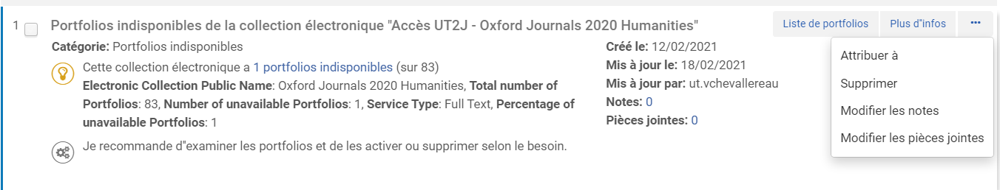 1 Portfolios indisponibles de la collection électronique "Accès UT2J - Oxford Journals 2020 Humanities"
Liste de portfolios
Plus d"infos
•••
Catégorie: Portfolios indisponibles
Cette collection électronique a 1 portfolios indisponibles (sur 83)
Electronic Collection Public Name: Oxford Journals 2020 Humanities, Total number of
Portfolios: 83, Number of unavailable Portfolios: 1, Service Type: Full Text, Percentage of
unavailable Portfolios: 1
Je recommande d"examiner les portfolios et de les activer ou supprimer selon le besoin.
Créé le: 12/02/2021
Mis à jour le: 18/02/2021
Mis à jour par: ut.vchevallereau
Notes: 0
Pièces jointes: 0
Attribuer à
Supprimer
Modifier les notes
Modifier les pièces jointes